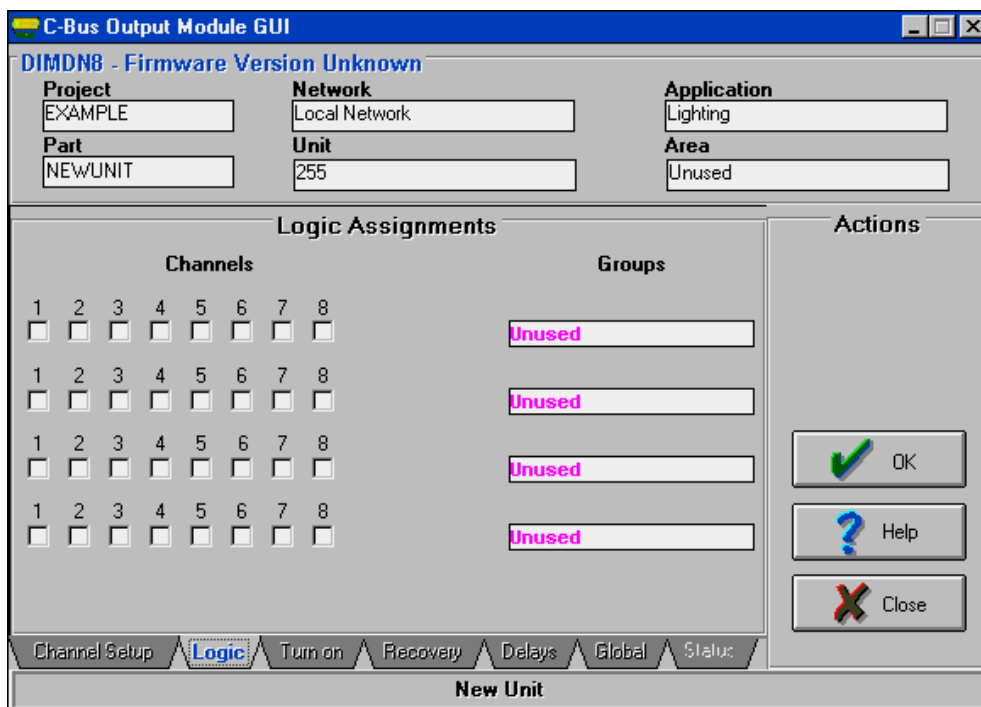 C-Bus Output Module GUI
DIMDN8 - Firmware Version Unknown
Project Network Application
EXAMPLE Local Network Lighting
Part Unit Area
NEWUNIT 255 Unused
Logic Assignments Actions
Channels Groups
1 2 3 4 5 6 7 8
Unused
1 2 3 4 5 6 7 8
Unused
1 2 3 4 5 6 7 8
Unused
1 2 3 4 5 6 7 8
Unused
OK
Help
Close
Channel Setup Logic Turn on Recovery Delays Global Status
New Unit